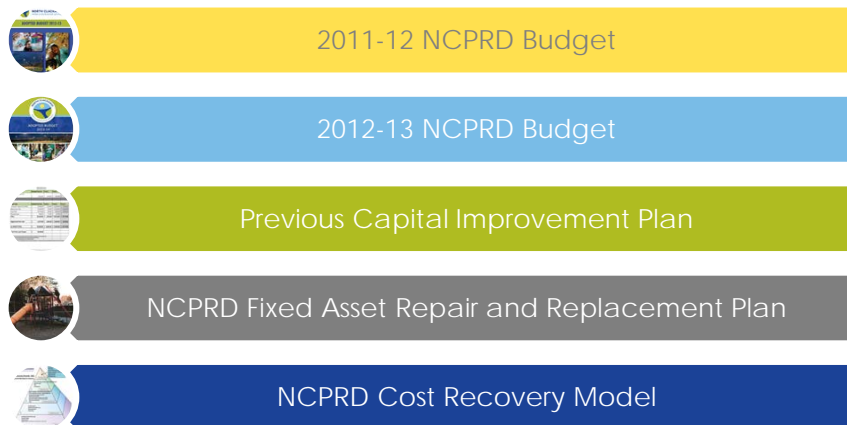 2011-12 NCPRD Budget
2012-13 NCPRD Budget
Previous Capital Improvement Plan
NCPRD Fixed Asset Repair and Replacement Plan
NCPRD Cost Recovery Model